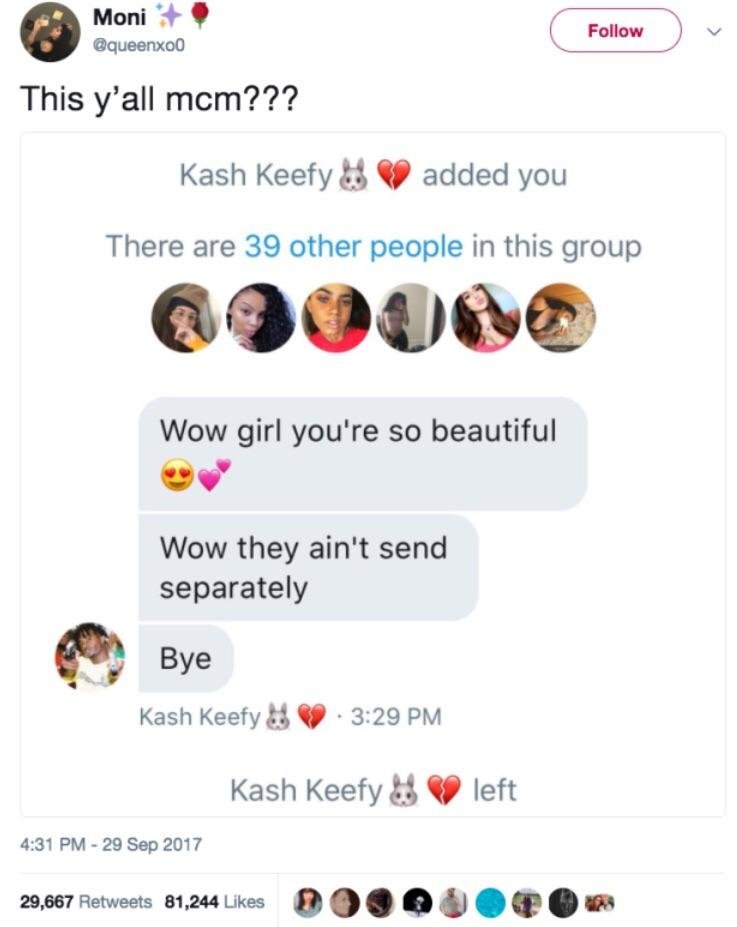 Moni ✨🌹
@queenxo0
Follow
This y’all mcm???
Kash Keefy🐰💔 added you
There are 39 other people in this group
Wow girl you're so beautiful
😍💕
Wow they ain't send
separately
Bye
Kash Keefy🐰💔 · 3:29 PM
Kash Keefy🐰💔 left
4:31 PM - 29 Sep 2017
29,667 Retweets 81,244 Likes